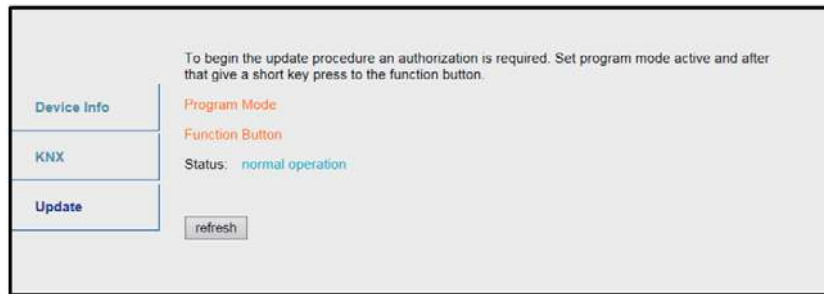 To begin the update procedure an authorization is required. Set program mode active and after
that give a short key press to the function button.
Device Info
Program Mode
Function Button
KNX
Status: normal operation
Update
refresh